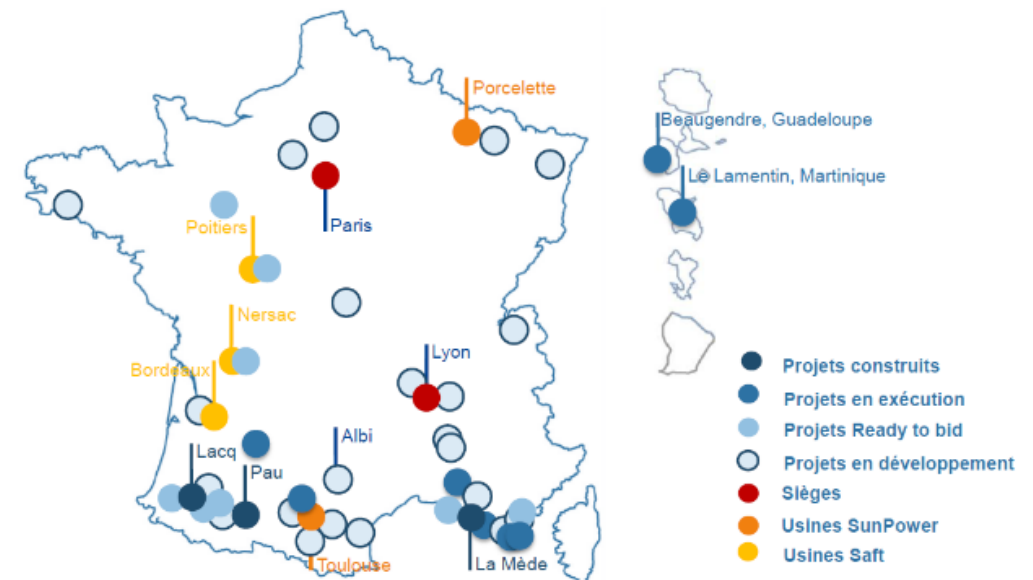 Porcelette
Beaugendre, Guadeloupe
Le Lamentin, Martinique
Poitiers
Paris
Nersac
Lyon
Bordeaux
Albi
Lacq
Pau
Toulouse
La Mède
Projets construits
Projets en exécution
Projets Ready to bid
Projets en développement
Sièges
Usines SunPower
Usines Saft